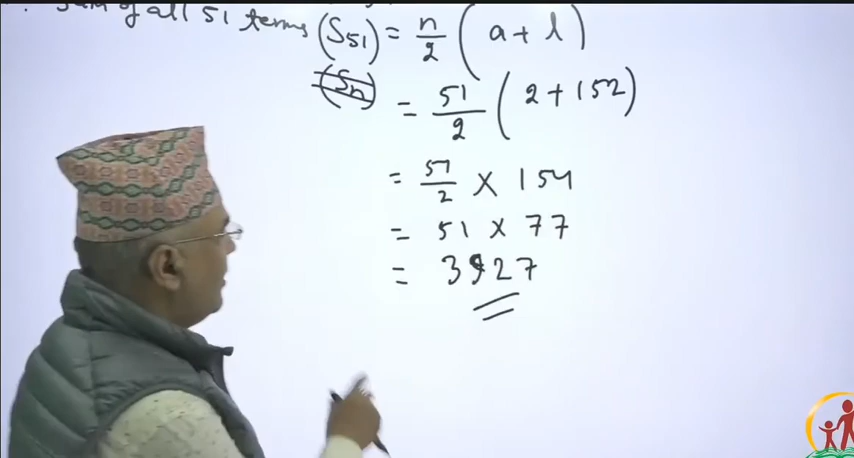 Sum of all 51 terms (S51) = n/2 (a + l)
(Sn) = 51/2 (2 + 152)
= 51/2 × 154
= 51 × 77
= 3927